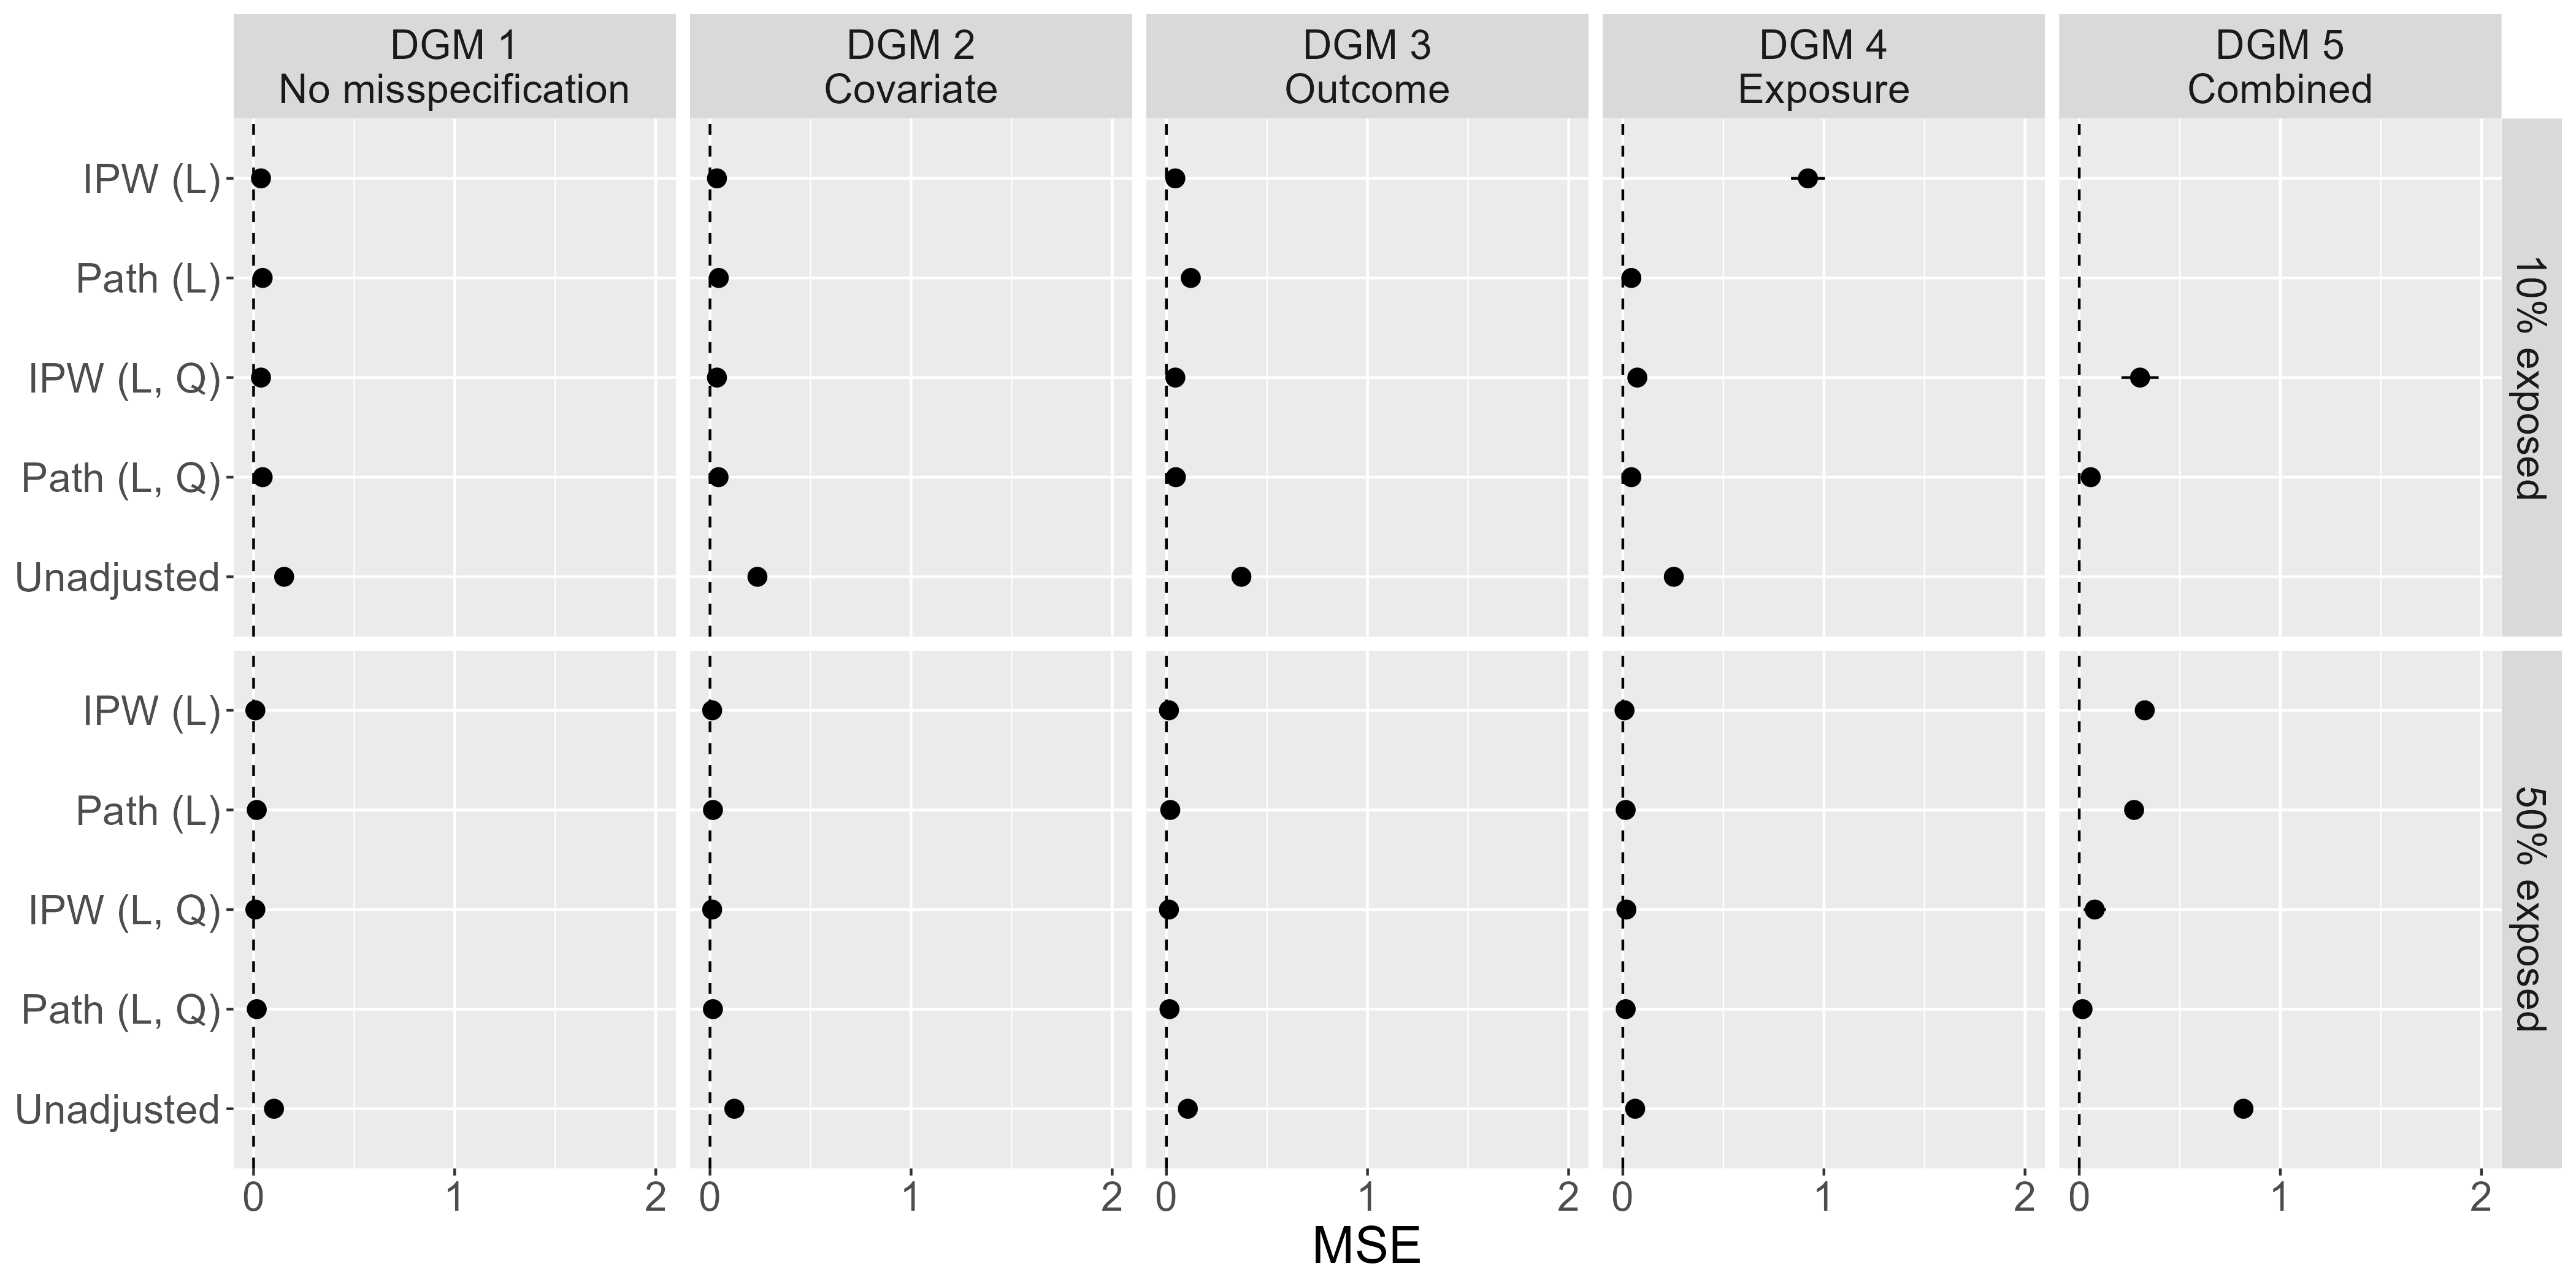 DGM 1
No misspecification
DGM 2
Covariate
DGM 3
Outcome
DGM 4
Exposure
DGM 5
Combined
IPW (L)
Path (L)
IPW (L, Q)
Path (L, Q)
Unadjusted
10% exposed
IPW (L)
Path (L)
IPW (L, Q)
Path (L, Q)
Unadjusted
50% exposed
0 1 2
0 1 2
0 1 2
0 1 2
0 1 2
MSE